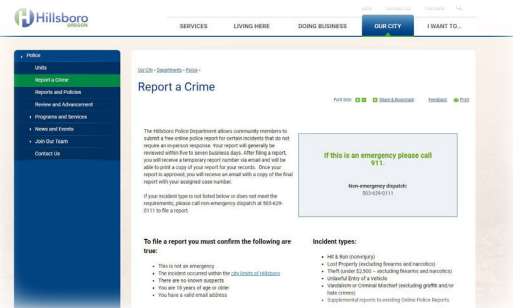 Jobs Contact Us Translate
Hillsboro
OREGON
SERVICES LIVING HERE DOING BUSINESS OUR CITY I WANT TO...
Police
Units
Report a Crime
Reports and Policies
Review and Advancement
Programs and Services
News and Events
Join Our Team
Contact Us
Our City » Departments » Police »
Report a Crime
Font Size: Share & Bookmark Feedback Print
The Hillsboro Police Department allows community members to
submit a free online police report for certain incidents that do not
require an in-person response. Your report will generally be
reviewed within five to seven business days. After filing a report,
you will receive a temporary report number via email and will be
able to print a copy of your report for your records. Once your
report is approved, you will receive an email with a copy of the final
report with your assigned case number.
If your incident type is not listed below or does not meet the
requirements, please call non-emergency dispatch at 503-629-
0111 to file a report.
If this is an emergency please call
911.
Non-emergency dispatch:
503-629-0111
To file a report you must confirm the following are
true:
• This is not an emergency
• The incident occurred within the city limits of Hillsboro
• There are no known suspects
• You are 18 years of age or older
• You have a valid email address
Incident types:
• Hit & Run (non-injury)
• Lost Property (excluding firearms and narcotics)
• Theft (under $2,500 – excluding firearms and narcotics)
• Unlawful Entry of a Vehicle
• Vandalism or Criminal Mischief (excluding graffiti and/or
hate crimes)
• Supplemental reports to existing Online Police Reports